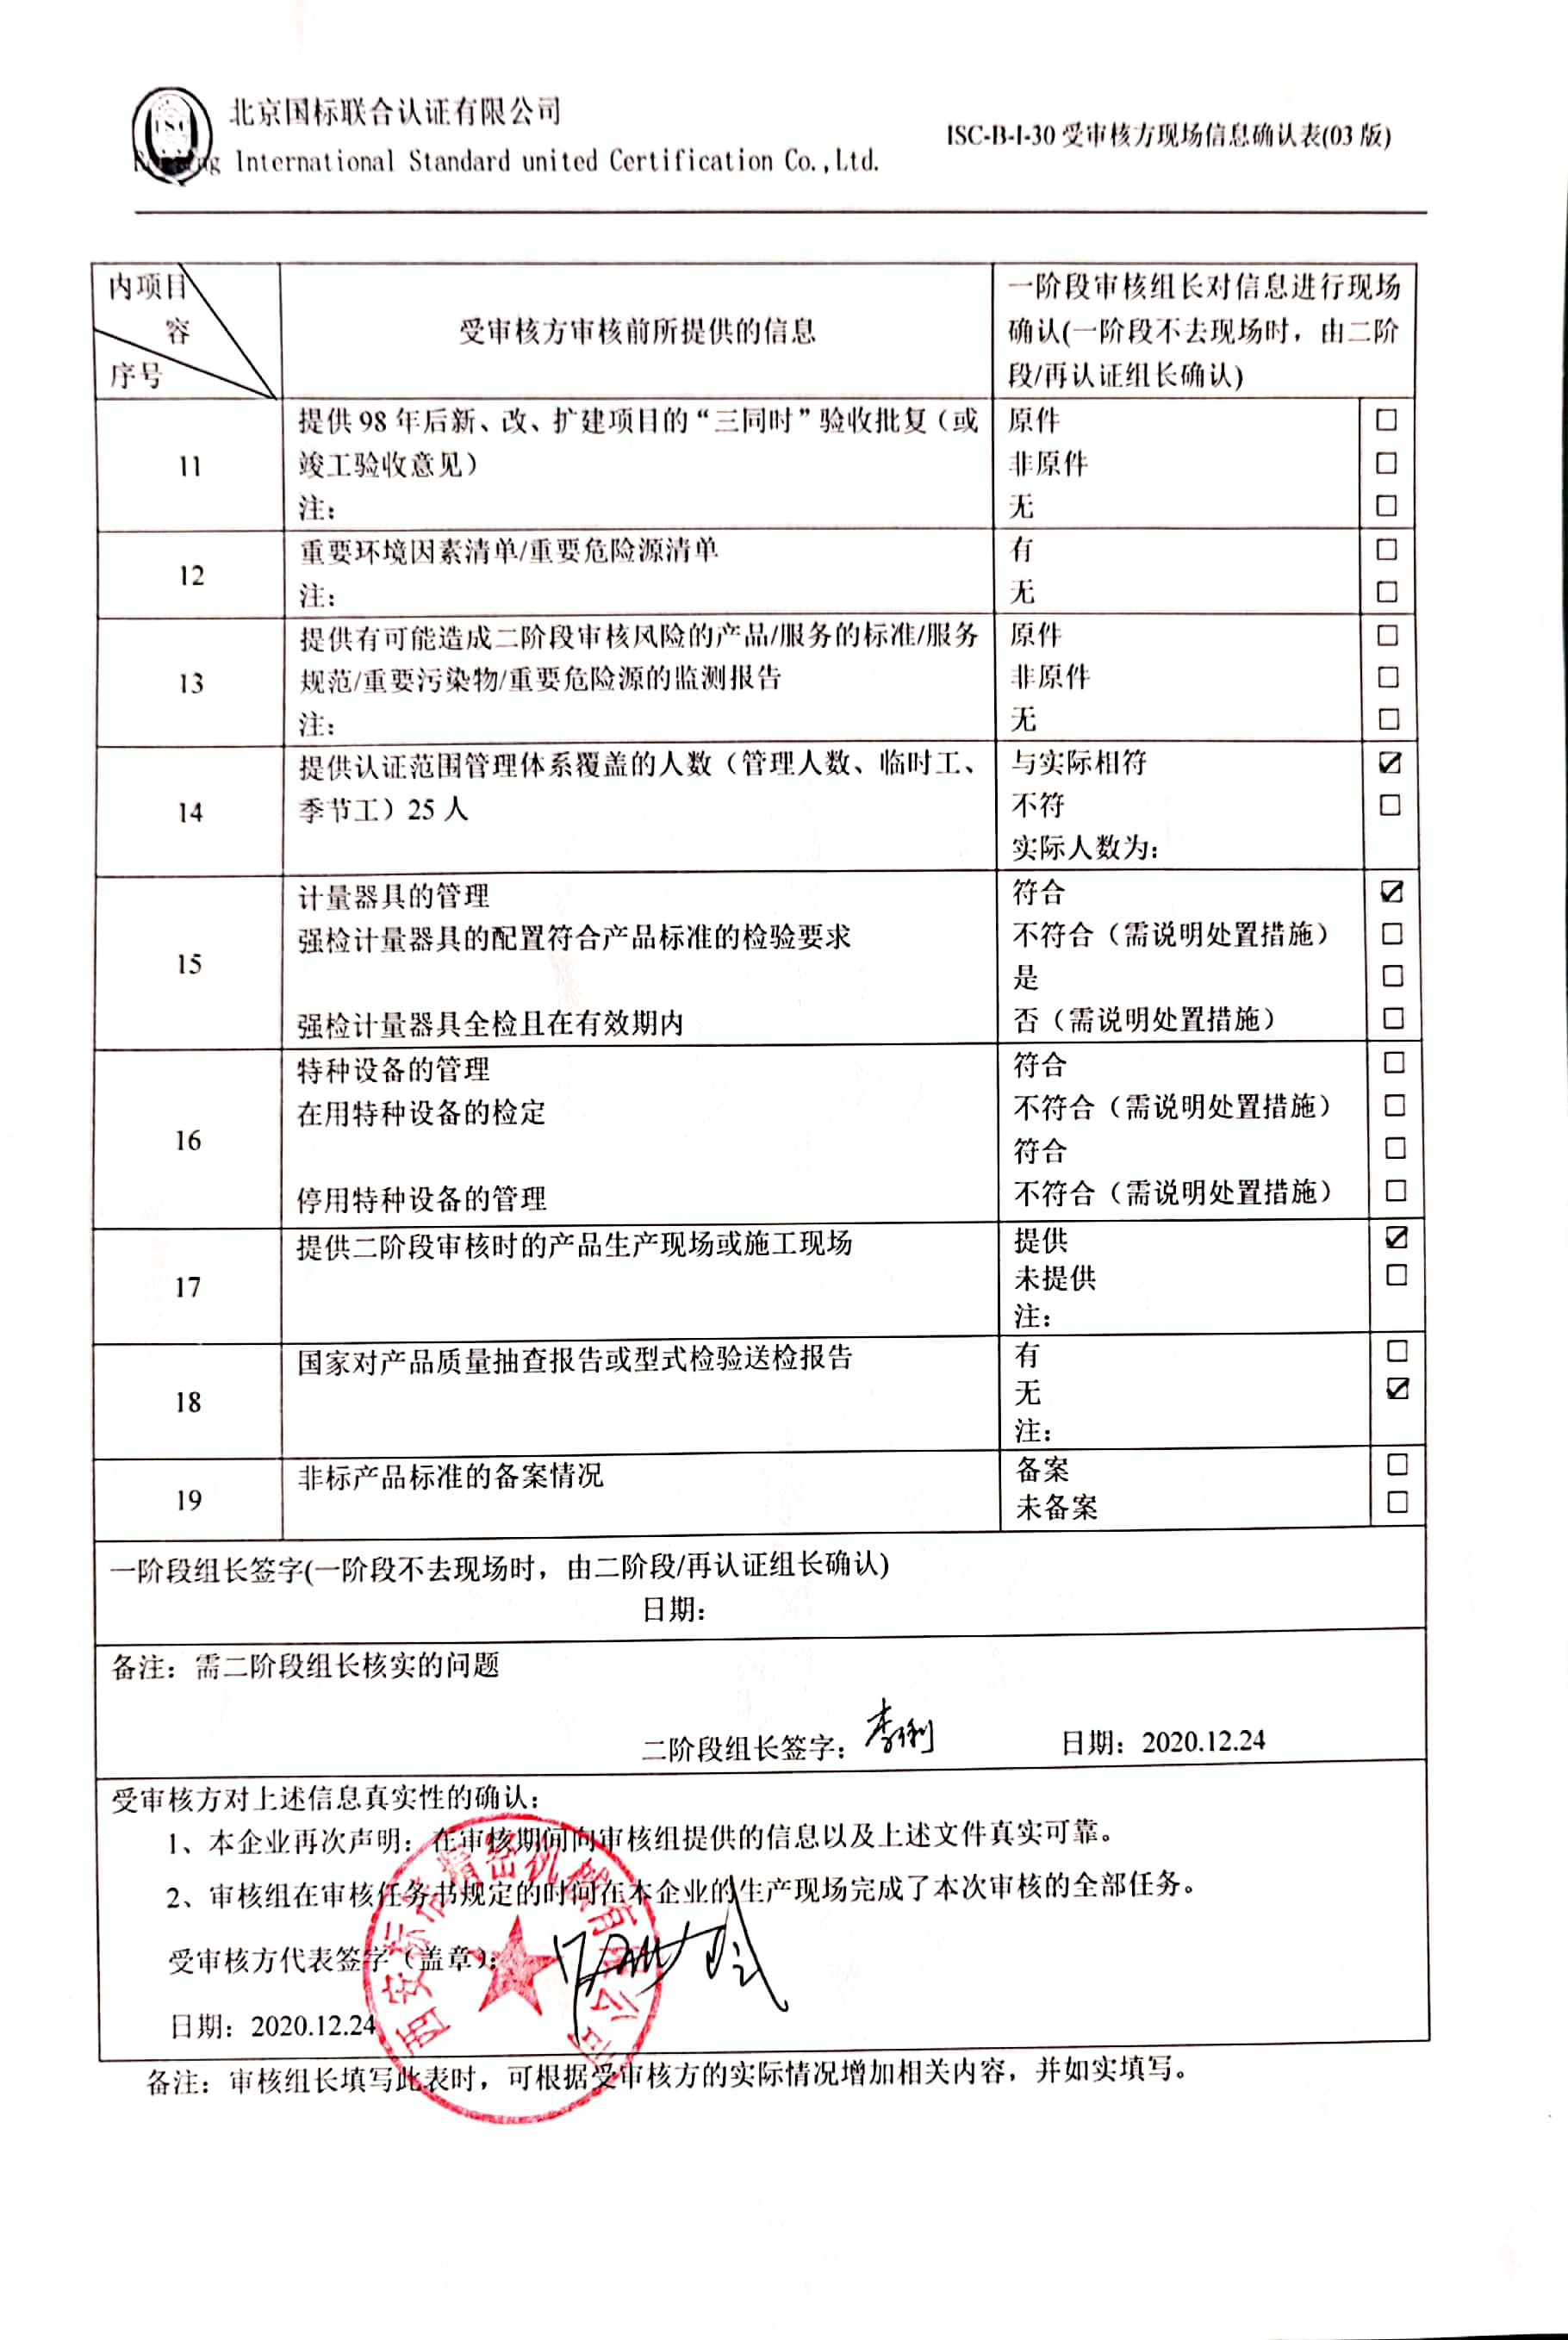 北京国标联合认证有限公司
ISC-B-I-30 受审核方现场信息确认表(03 版)
ISC
International Standard united Certification Co.,Ltd.
内项目
容
序号
受审核方审核前所提供的信息
一阶段审核组长对信息进行现场
确认(一阶段不去现场时，由二阶
段/再认证组长确认)
11
提供 98 年后新、改、扩建项目的“三同时”验收批复（或
竣工验收意见）
注：
原件 □
非原件 □
无 □
12
重要环境因素清单/重要危险源清单
注：
有 □
无 □
13
提供有可能造成二阶段审核风险的产品/服务的标准/服务
规范/重要污染物/重要危险源的监测报告
注：
原件 □
非原件 □
无 □
14
提供认证范围管理体系覆盖的人数（管理人数、临时工、
季节工）25 人
与实际相符 ☑
不符 □
实际人数为：
15
计量器具的管理
强检计量器具的配置符合产品标准的检验要求
强检计量器具全检且在有效期内
符合 ☑
不符合（需说明处置措施） □
是 □
否（需说明处置措施） □
16
特种设备的管理
在用特种设备的检定
停用特种设备的管理
符合 □
不符合（需说明处置措施） □
符合 □
不符合（需说明处置措施） □
17
提供二阶段审核时的产品生产现场或施工现场
提供 ☑
未提供 □
注：
18
国家对产品质量抽查报告或型式检验送检报告
有 □
无 ☑
注：
19
非标产品标准的备案情况
备案 □
未备案 □
一阶段组长签字(一阶段不去现场时，由二阶段/再认证组长确认)
日期：
备注：需二阶段组长核实的问题
二阶段组长签字：李俐 日期：2020.12.24
受审核方对上述信息真实性的确认：
1、本企业再次声明：在审核期间向审核组提供的信息以及上述文件真实可靠。
2、审核组在审核任务书规定的时间在本企业的生产现场完成了本次审核的全部任务。
受审核方代表签字（盖章）：
日期：2020.12.24
西安标准精密机械有限公司
备注：审核组长填写此表时，可根据受审核方的实际情况增加相关内容，并如实填写。